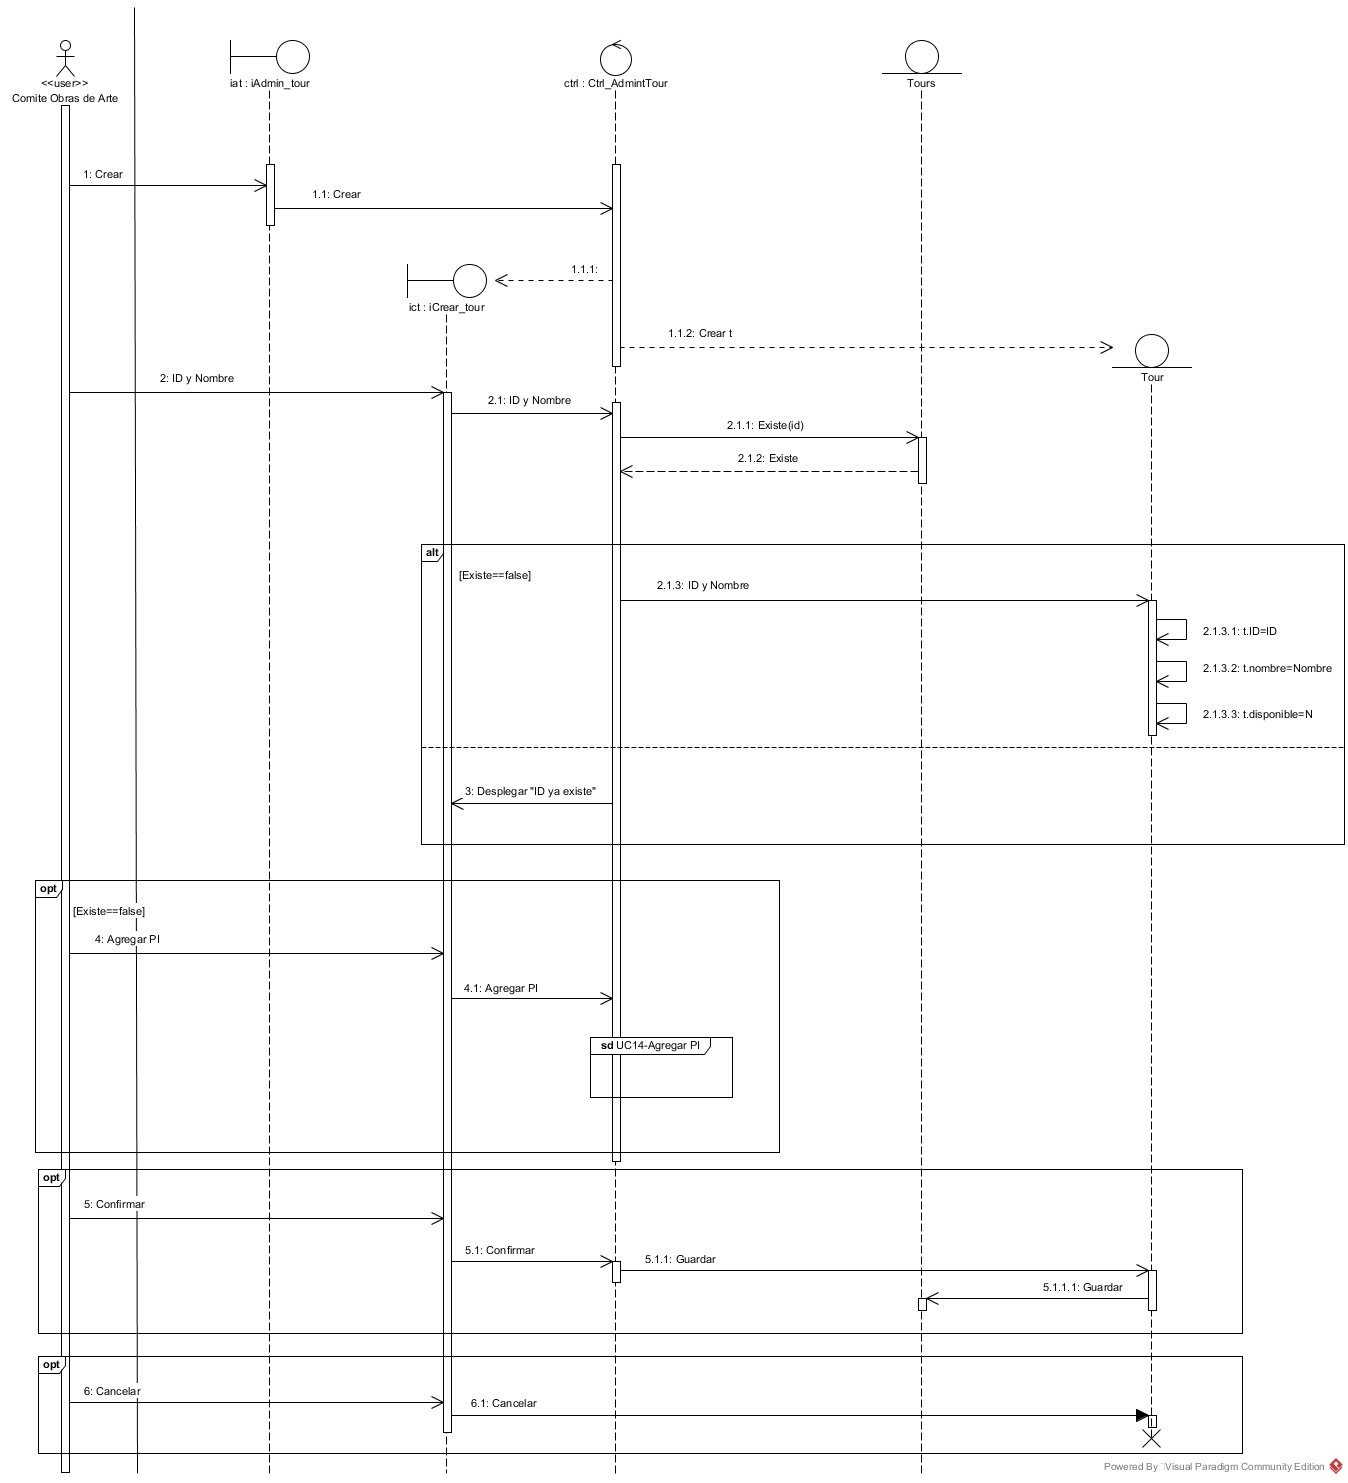 <<user>>
Comite Obras de Arte
iat : iAdmin_tour
ctrl : Ctrl_AdmintTour
Tours
1: Crear
1.1: Crear
1.1.1:
ict : iCrear_tour
1.1.2: Crear t
Tour
2: ID y Nombre
2.1: ID y Nombre
2.1.1: Existe(id)
2.1.2: Existe
alt
[Existe==false]
2.1.3: ID y Nombre
2.1.3.1: t.ID=ID
2.1.3.2: t.nombre=Nombre
2.1.3.3: t.disponible=N
3: Desplegar "ID ya existe"
opt
[Existe==false]
4: Agregar PI
4.1: Agregar PI
sd UC14-Agregar PI
opt
5: Confirmar
5.1: Confirmar
5.1.1: Guardar
5.1.1.1: Guardar
opt
6: Cancelar
6.1: Cancelar
Powered By Visual Paradigm Community Edition